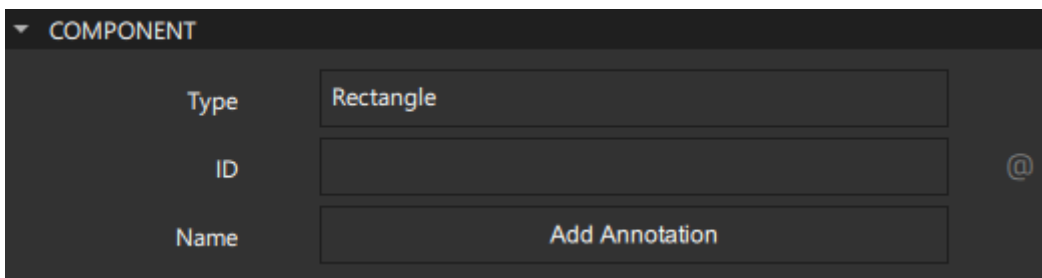 COMPONENT
Type Rectangle
ID @
Name Add Annotation